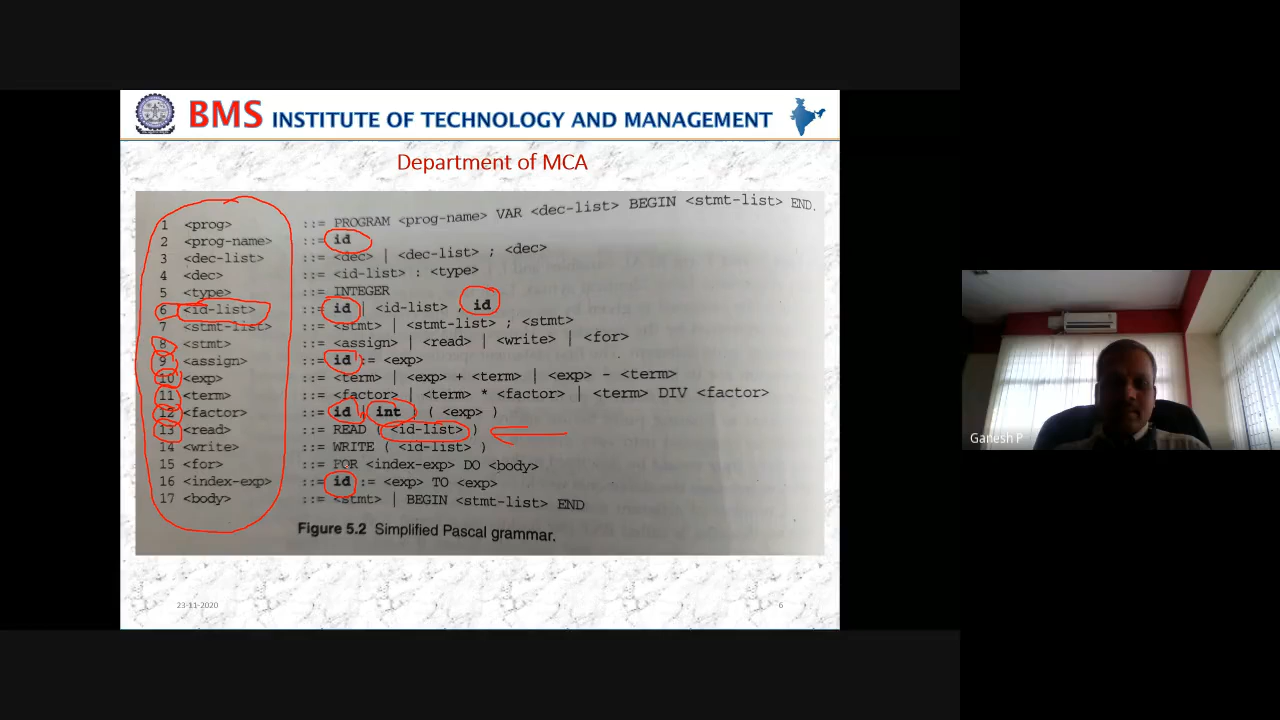 BMS INSTITUTE OF TECHNOLOGY AND MANAGEMENT
Department of MCA
1 <prog> ::= PROGRAM <prog-name> VAR <dec-list> BEGIN <stmt-list> END.
2 <prog-name> ::= id
3 <dec-list> ::= <dec> | <dec-list> ; <dec>
4 <dec> ::= <id-list> : <type>
5 <type> ::= INTEGER
6 <id-list> ::= id | <id-list> , id
7 <stmt-list> ::= <stmt> | <stmt-list> ; <stmt>
8 <stmt> ::= <assign> | <read> | <write> | <for>
9 <assign> ::= id := <exp>
10 <exp> ::= <term> | <exp> + <term> | <exp> - <term>
11 <term> ::= <factor> | <term> * <factor> | <term> DIV <factor>
12 <factor> ::= id | int | ( <exp> )
13 <read> ::= READ ( <id-list> )
14 <write> ::= WRITE ( <id-list> )
15 <for> ::= FOR <index-exp> DO <body>
16 <index-exp> ::= id := <exp> TO <exp>
17 <body> ::= <stmt> | BEGIN <stmt-list> END
Figure 5.2 Simplified Pascal grammar.
23-11-2020
6
Ganesh P